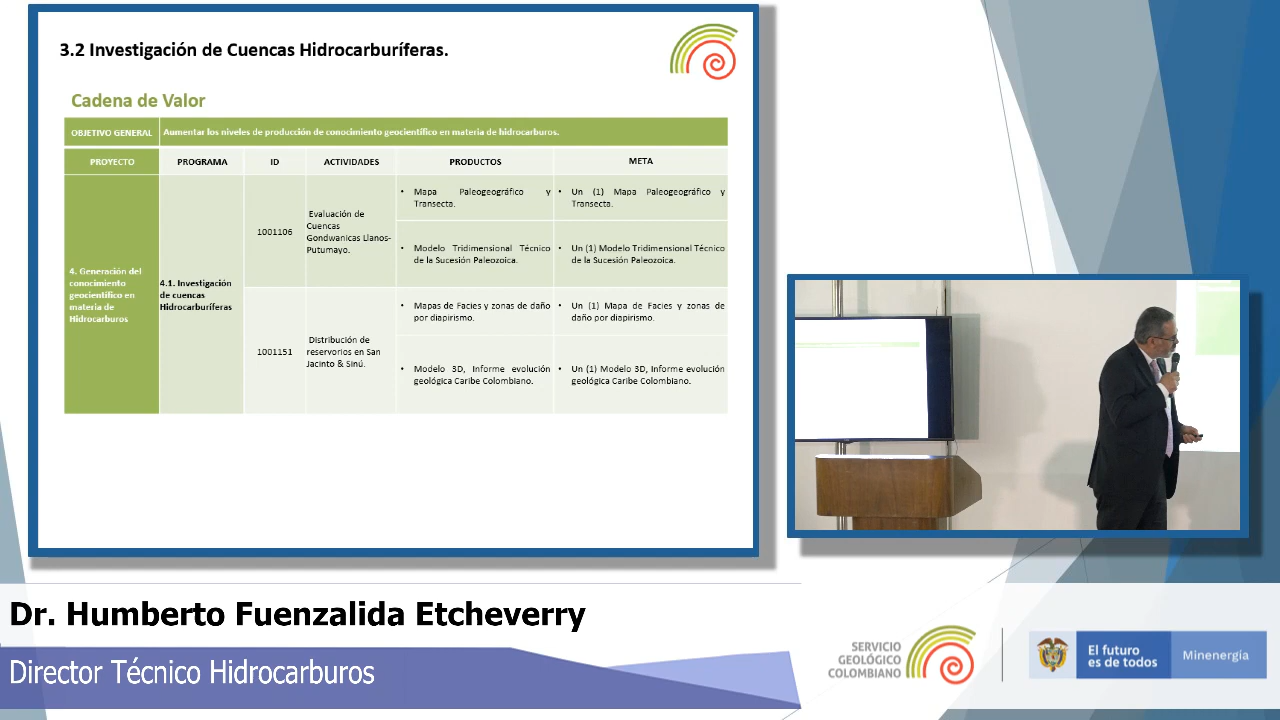 3.2 Investigación de Cuencas Hidrocarburíferas.
Cadena de Valor
OBJETIVO GENERAL Aumentar los niveles de producción de conocimiento geocientífico en materia de hidrocarburos.
PROYECTO PROGRAMA ID ACTIVIDADES PRODUCTOS META
4. Generación del
conocimiento
geocientífico en
materia de
Hidrocarburos
4.1. Investigación
de cuencas
Hidrocarburíferas
1001106
Evaluación de
Cuencas
Gondwanicas Llanos-
Putumayo.
• Mapa Paleogeográfico y
Transecta.
• Un (1) Mapa Paleogeográfico y
Transecta.
• Modelo Tridimensional Técnico
de la Sucesión Paleozoica.
• Un (1) Modelo Tridimensional Técnico
de la Sucesión Paleozoica.
1001151
Distribución de
reservorios en San
Jacinto & Sinú.
• Mapas de Facies y zonas de daño
por diapirismo.
• Un (1) Mapa de Facies y zonas de
daño por diapirismo.
• Modelo 3D, Informe evolución
geológica Caribe Colombiano.
• Un (1) Modelo 3D, Informe evolución
geológica Caribe Colombiano.
Dr. Humberto Fuenzalida Etcheverry
Director Técnico Hidrocarburos
SERVICIO
GEOLÓGICO
COLOMBIANO
El futuro
es de todos
Minenergía